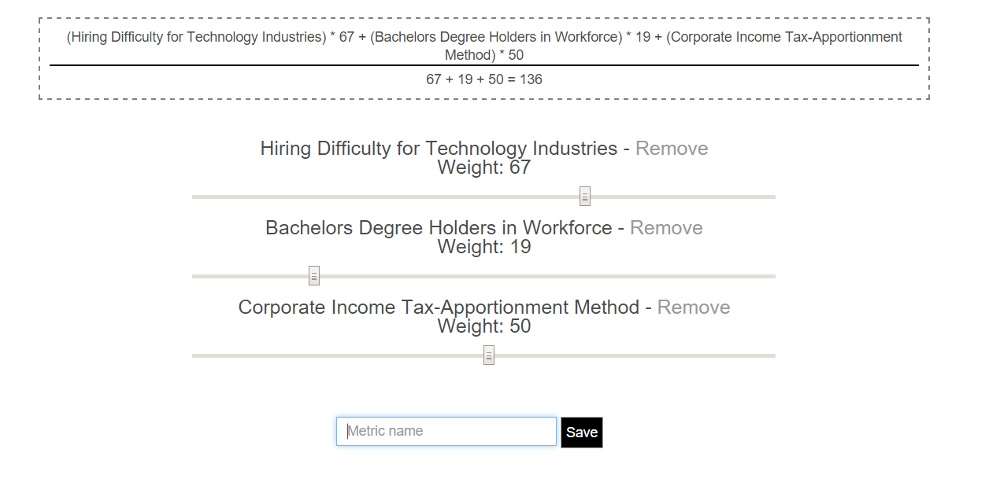 (Hiring Difficulty for Technology Industries) * 67 + (Bachelors Degree Holders in Workforce) * 19 + (Corporate Income Tax-Apportionment
Method) * 50
67 + 19 + 50 = 136
Hiring Difficulty for Technology Industries - Remove
Weight: 67
Bachelors Degree Holders in Workforce - Remove
Weight: 19
Corporate Income Tax-Apportionment Method - Remove
Weight: 50
Metric name
Save